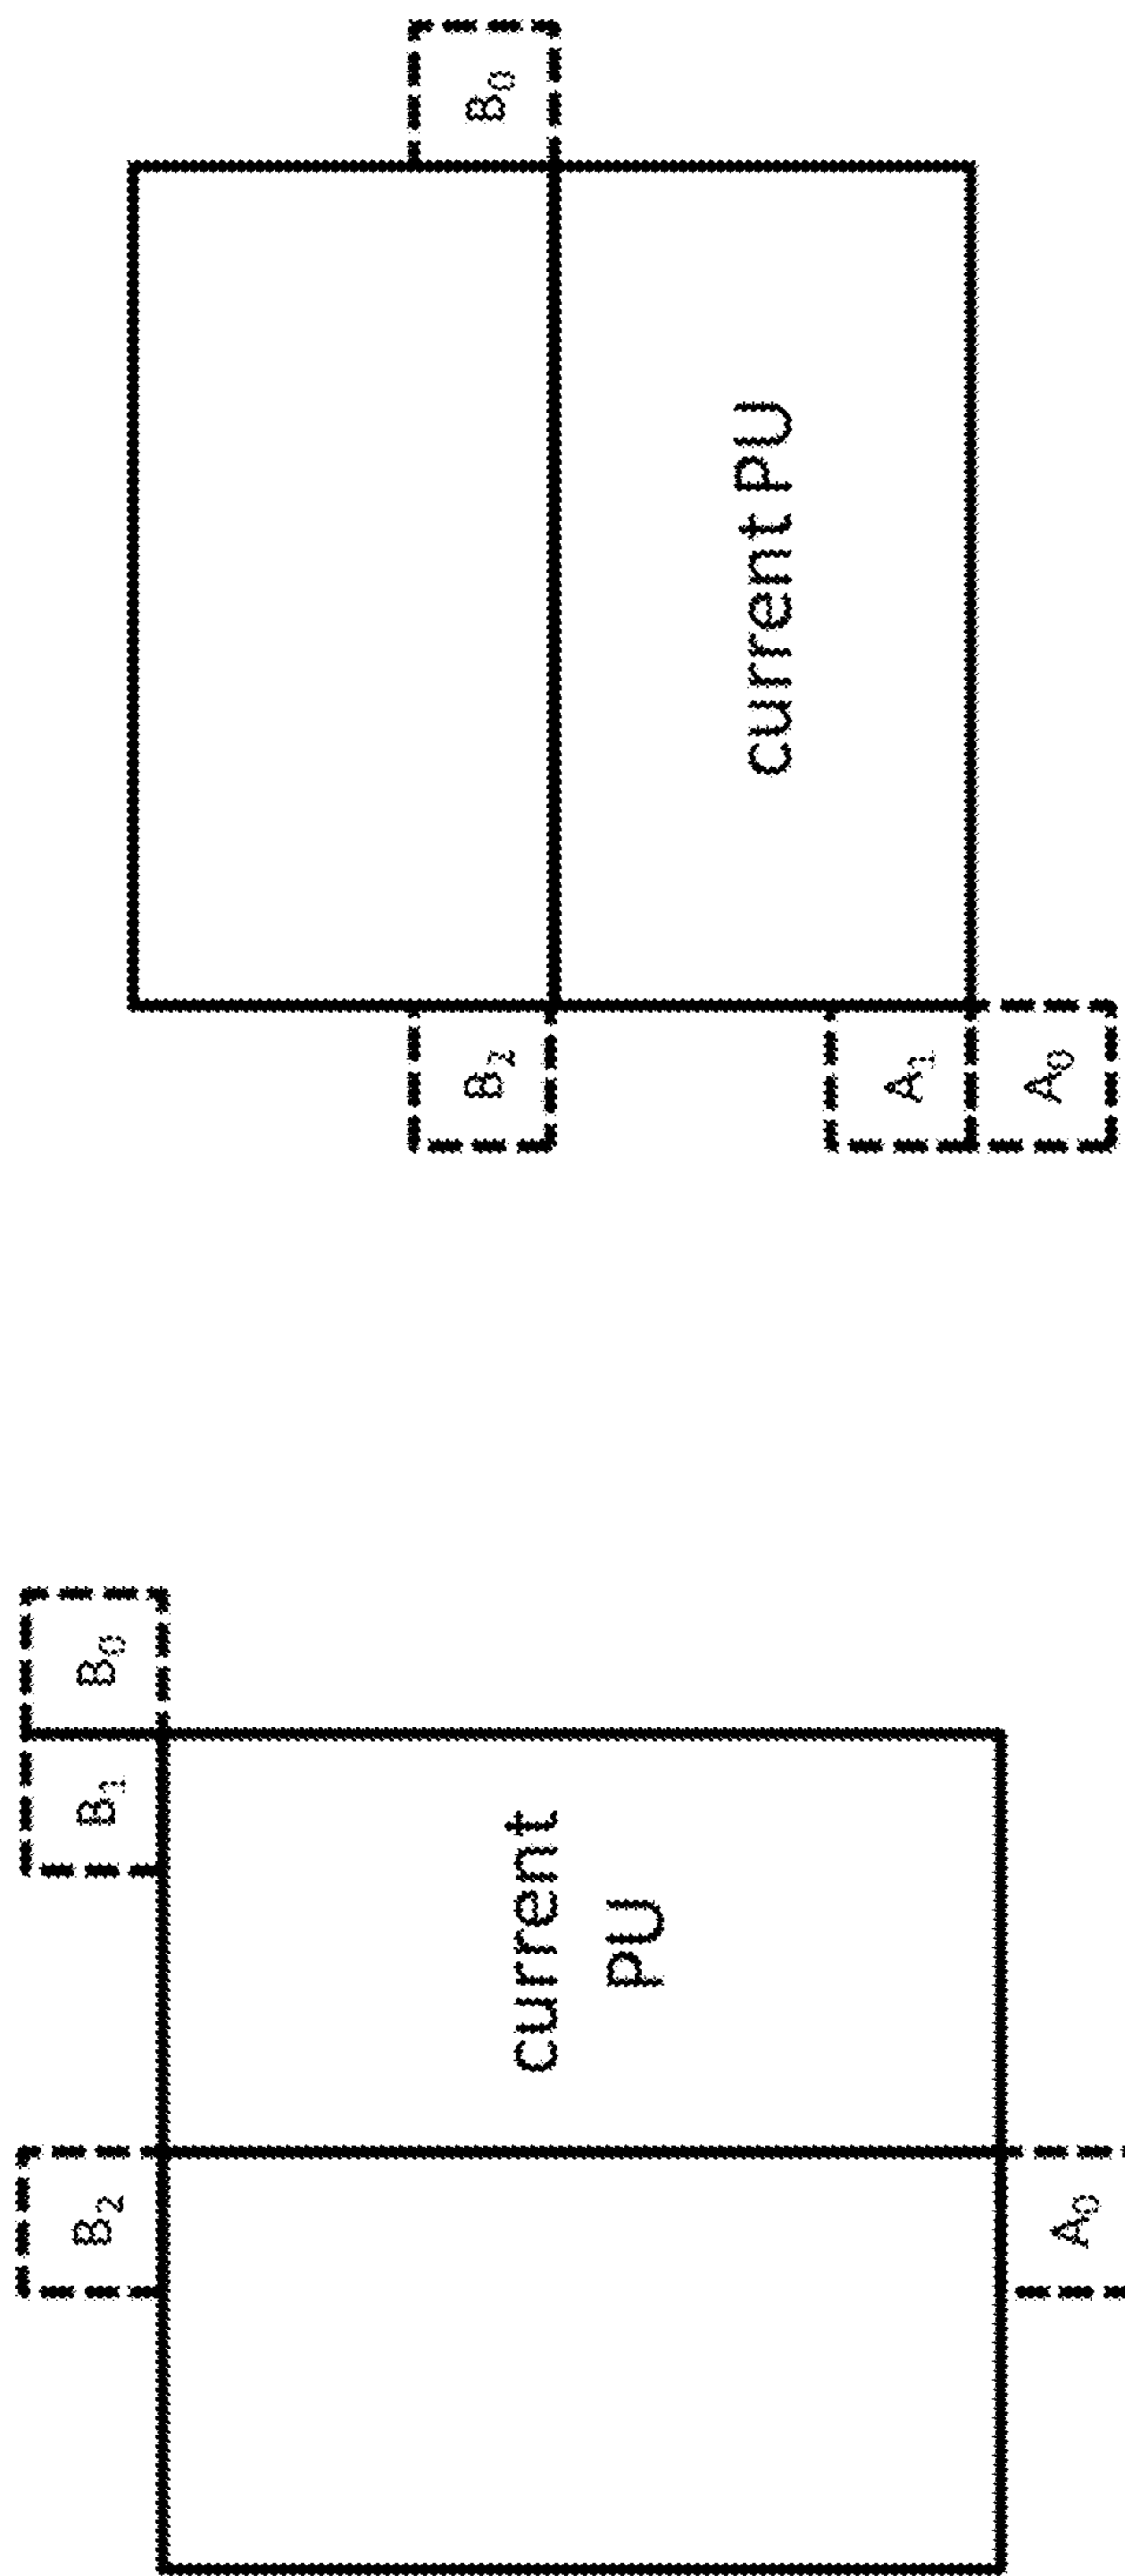 B₂
B₁
B₀
current
PU
A₀
B₂
B₀
current PU
A₁
A₀